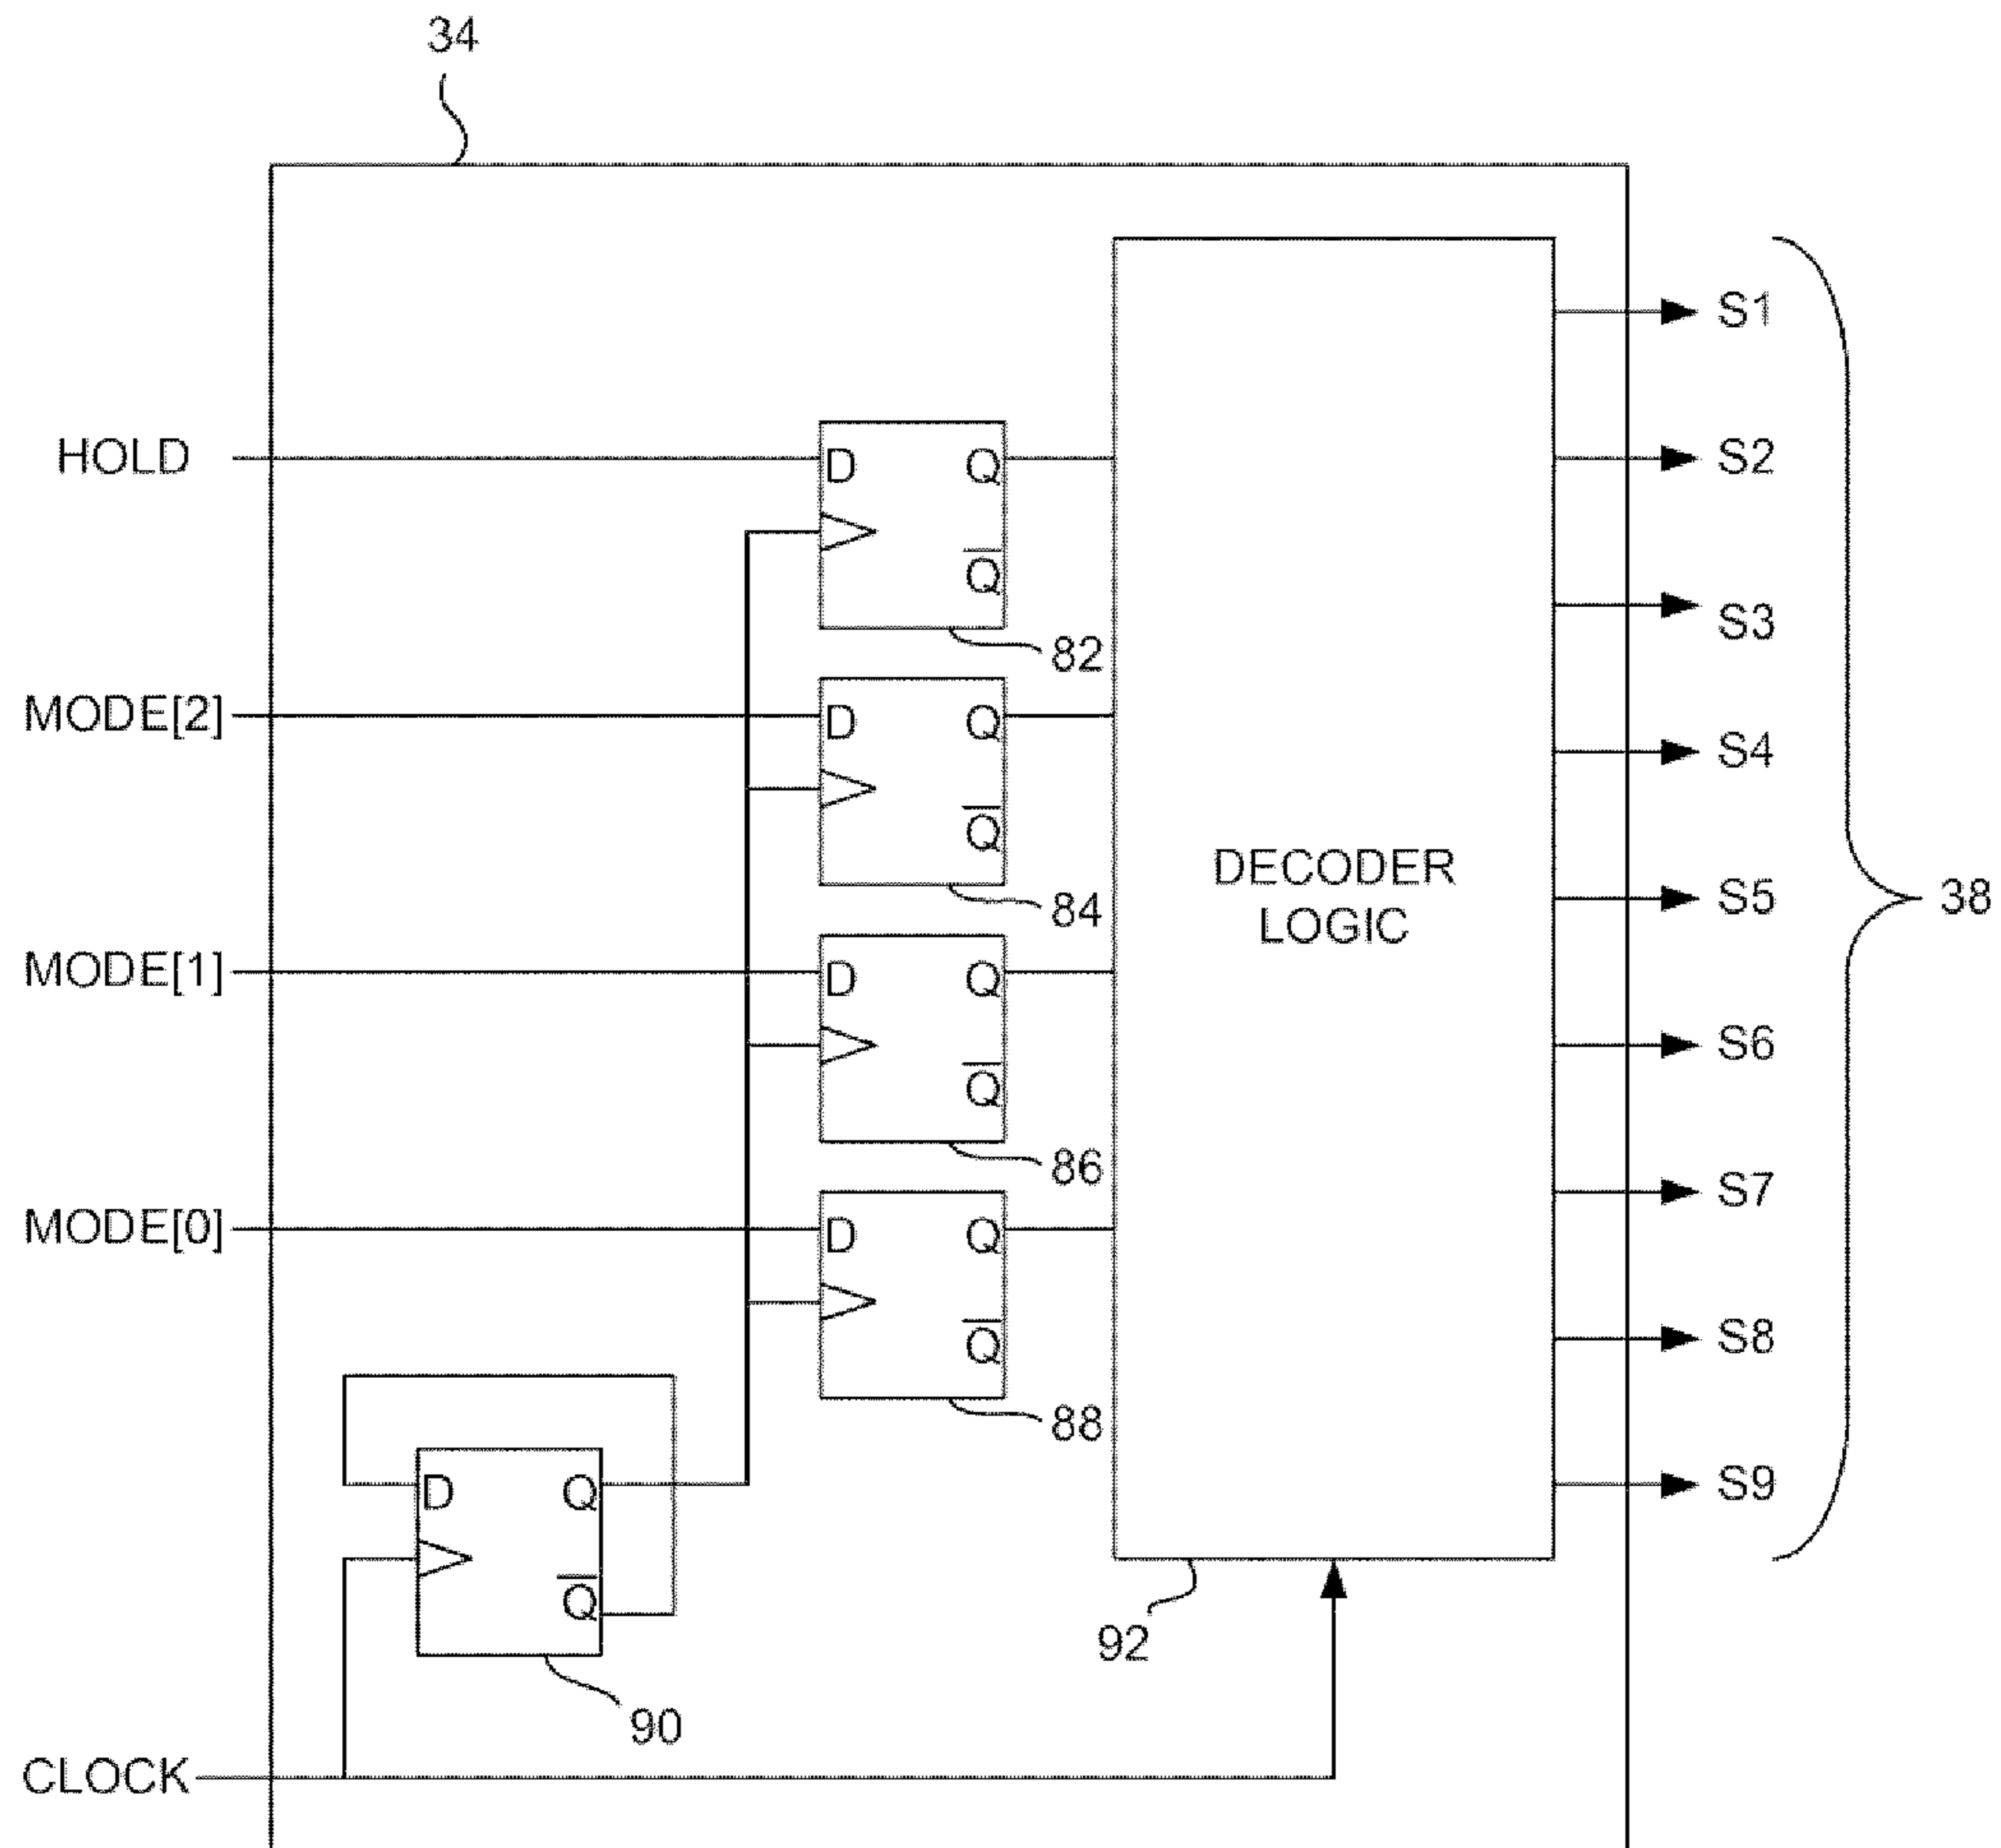 34
S1
HOLD
D
Q
S2
Q̅
S3
82
MODE[2]
D
Q
S4
Q̅
DECODER
LOGIC
84
S5
38
MODE[1]
D
Q
S6
Q̅
86
S7
MODE[0]
D
Q
Q̅
S8
88
D
Q
S9
Q̅
92
90
CLOCK